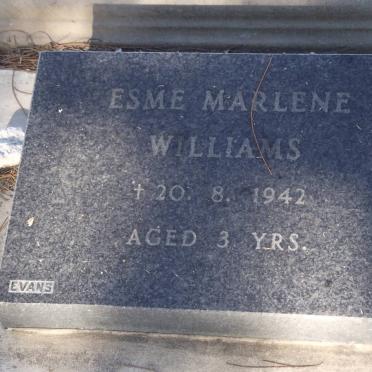 ESME MARLENE
WILLIAMS
† 20. 8. 1942
AGED 3 YRS.
EVANS